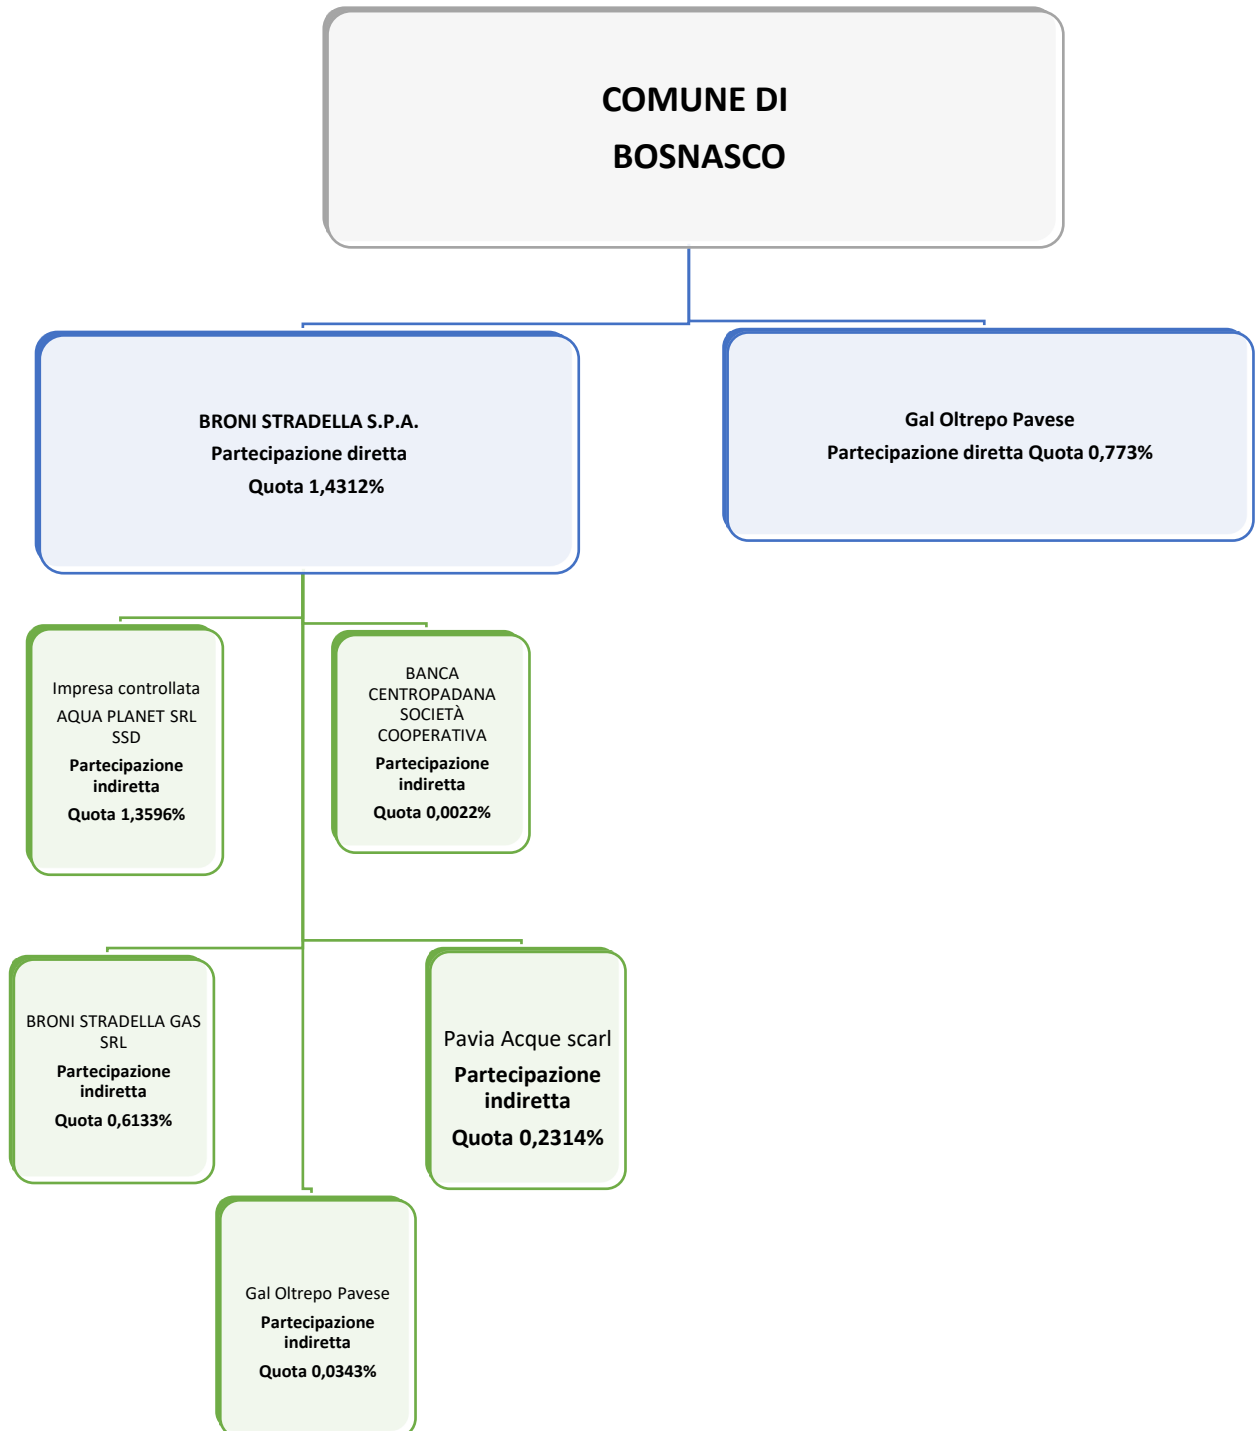 COMUNE DI
BOSNASCO
BRONI STRADELLA S.P.A.
Partecipazione diretta
Quota 1,4312%
Gal Oltrepo Pavese
Partecipazione diretta Quota 0,773%
Impresa controllata
AQUA PLANET SRL
SSD
Partecipazione
indiretta
Quota 1,3596%
BANCA
CENTROPADANA
SOCIETÀ
COOPERATIVA
Partecipazione
indiretta
Quota 0,0022%
BRONI STRADELLA GAS
SRL
Partecipazione
indiretta
Quota 0,6133%
Pavia Acque scarl
Partecipazione
indiretta
Quota 0,2314%
Gal Oltrepo Pavese
Partecipazione
indiretta
Quota 0,0343%